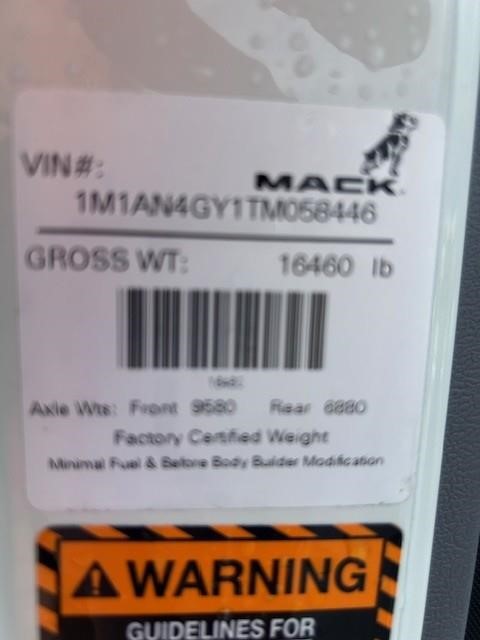 VIN#:
MACK
1M1AN4GY1TM058446
GROSS WT: 16460 lb
Axle Wts: Front 9580 Rear 6880
Factory Certified Weight
Minimal Fuel & Before Body Builder Modification
WARNING
GUIDELINES FOR